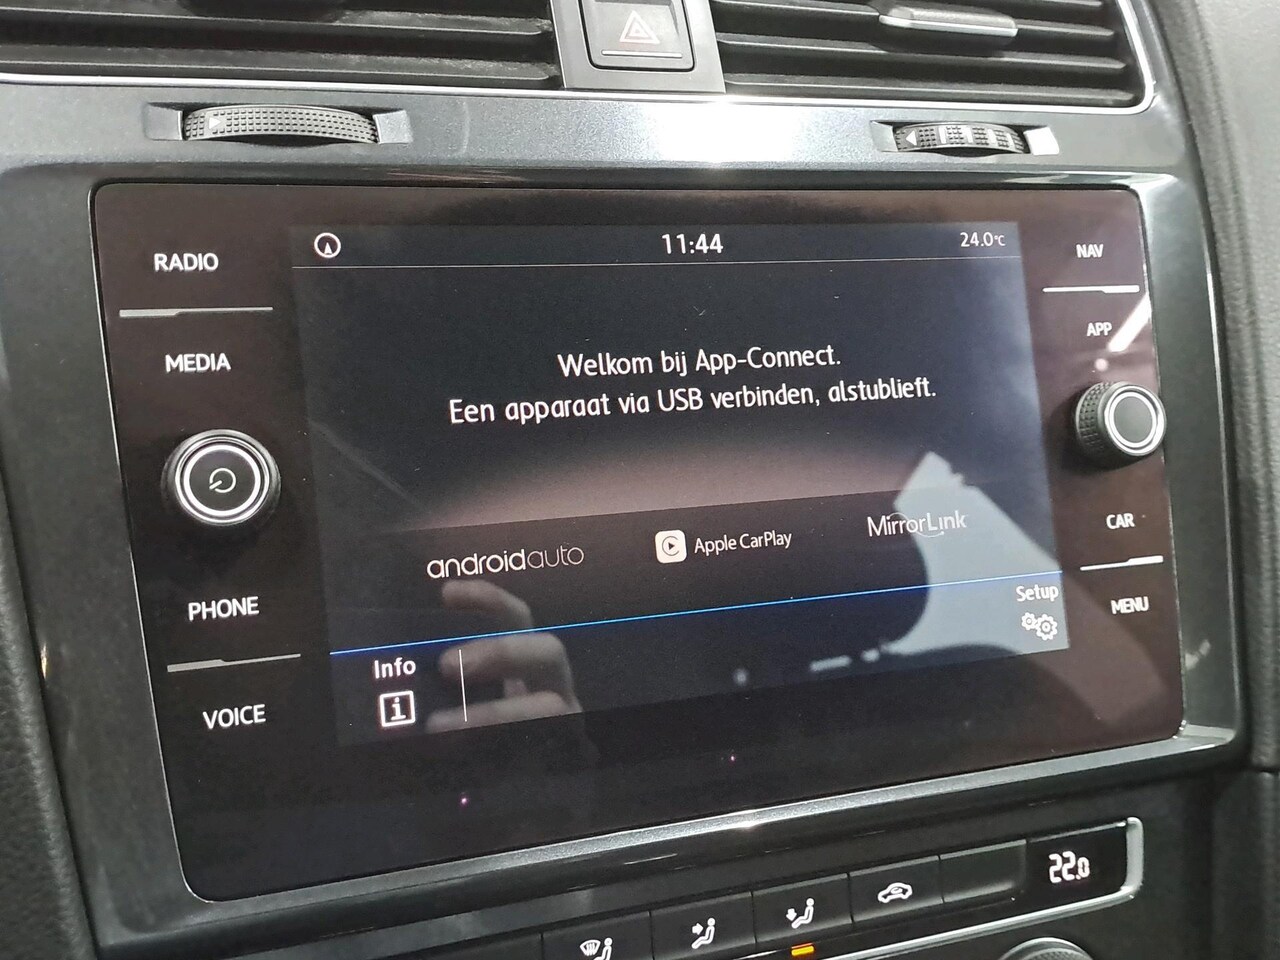 RADIO
MEDIA
PHONE
VOICE
11:44
24.0°C
Welkom bij App-Connect.
Een apparaat via USB verbinden, alstublieft.
androidauto
Apple CarPlay
MirrorLink
Info
i
Setup
NAV
APP
CAR
MENU
22.0